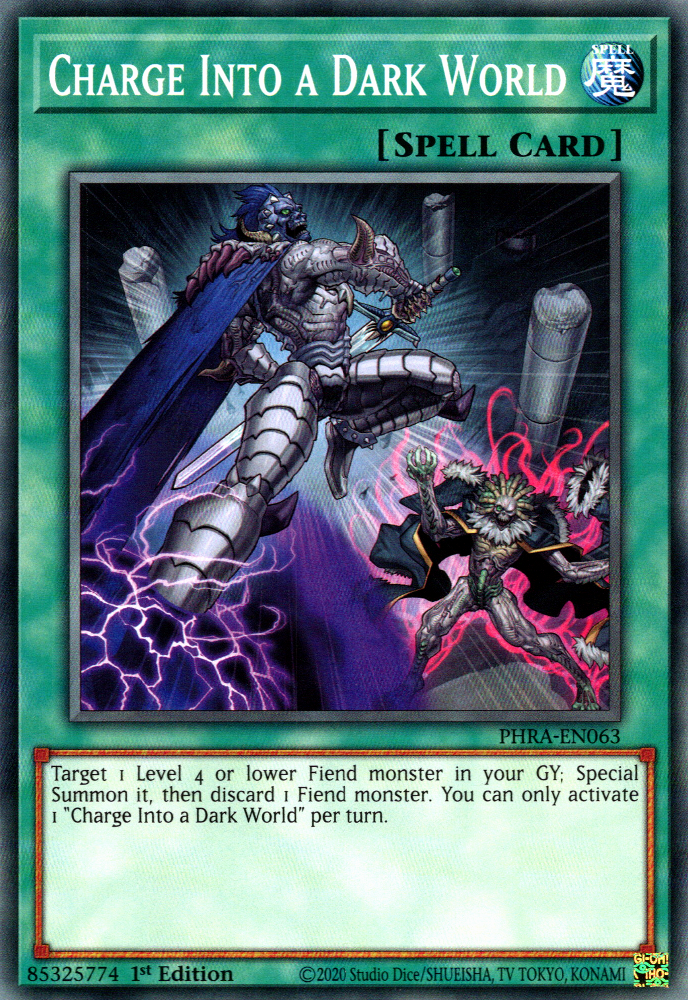 CHARGE INTO A DARK WORLD
SPELL
魔
[SPELL CARD]
PHRA-EN063
Target 1 Level 4 or lower Fiend monster in your GY; Special
Summon it, then discard 1 Fiend monster. You can only activate
1 "Charge Into a Dark World" per turn.
85325774 1st Edition ©2020 Studio Dice/SHUEISHA, TV TOKYO, KONAMI